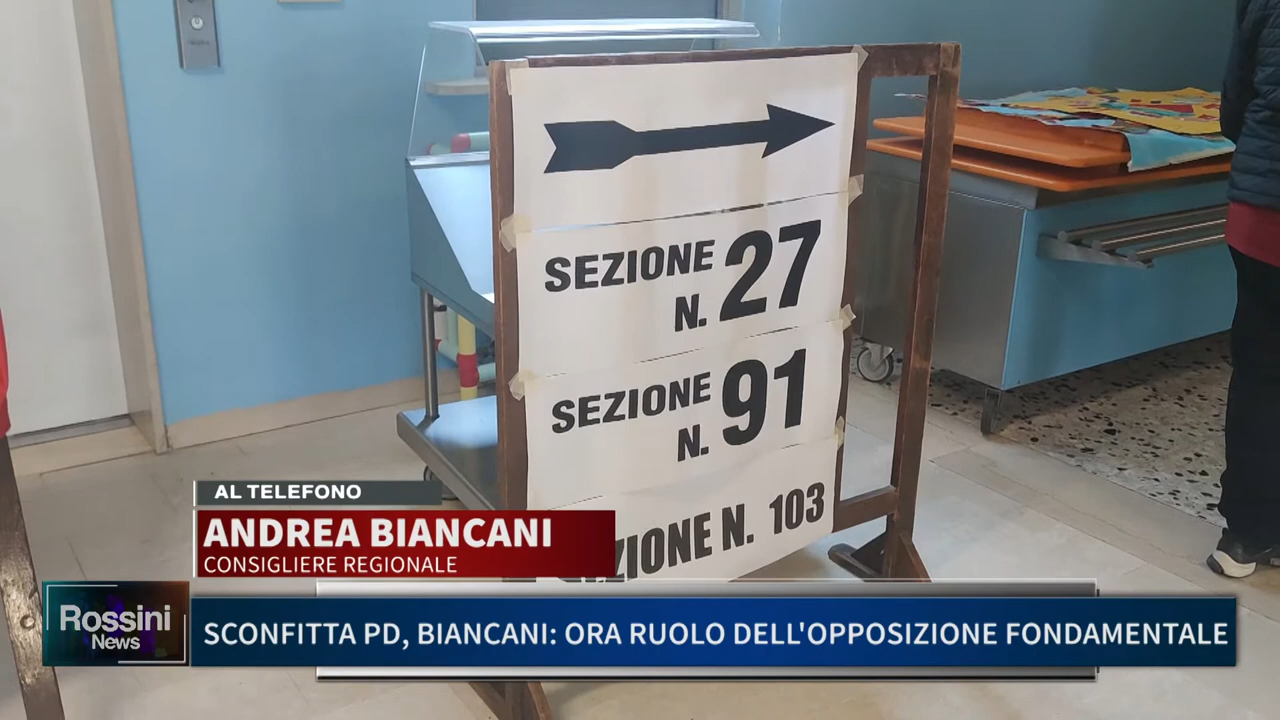 SEZIONE
N. 27
SEZIONE
N. 91
ZIONE N. 103
AL TELEFONO
ANDREA BIANCANI
CONSIGLIERE REGIONALE
Rossini
News
SCONFITTA PD, BIANCANI: ORA RUOLO DELL'OPPOSIZIONE FONDAMENTALE